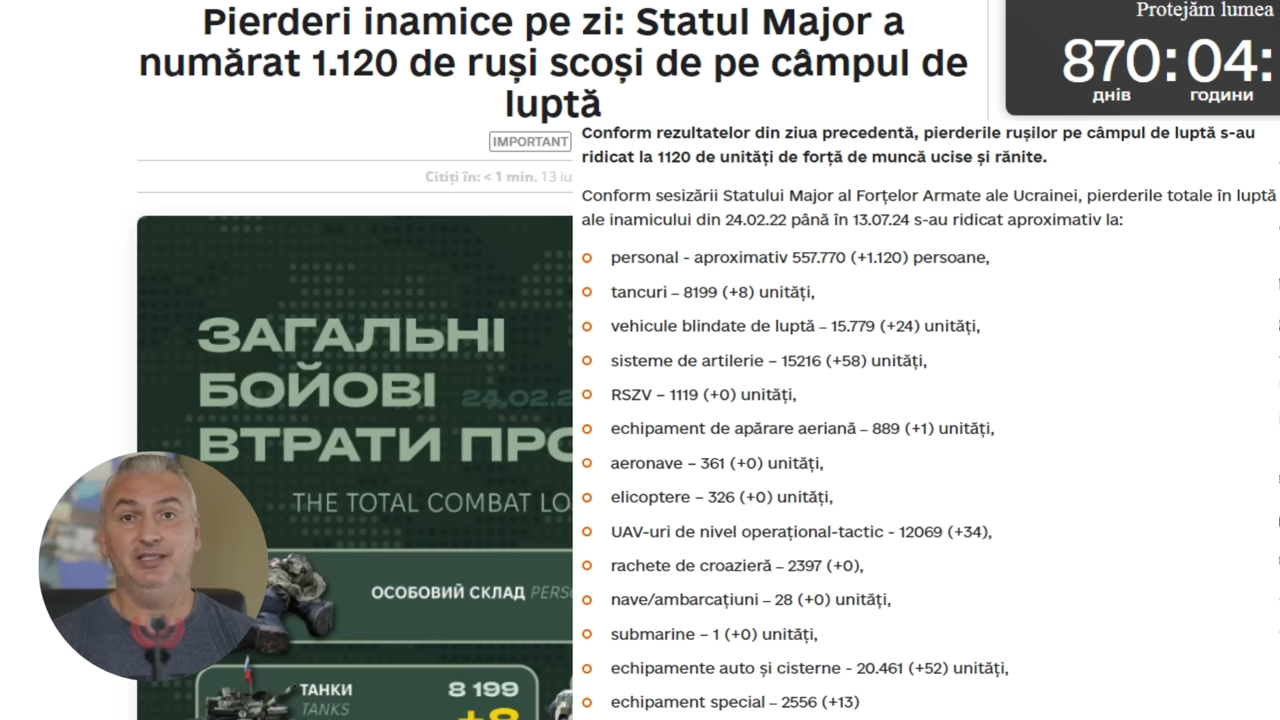 Pierderi inamice pe zi: Statul Major a
numărat 1.120 de ruși scoși de pe câmpul de
luptă
Protejăm lumea
870:04:
днів
години
IMPORTANT
Citiți în: < 1 min. 13 iu
Conform rezultatelor din ziua precedentă, pierderile rușilor pe câmpul de luptă s-au
ridicat la 1120 de unități de forță de muncă ucise și rănite.
Conform sesizării Statului Major al Forțelor Armate ale Ucrainei, pierderile totale în luptă
ale inamicului din 24.02.22 până în 13.07.24 s-au ridicat aproximativ la:
personal - aproximativ 557.770 (+1.120) persoane,
tancuri – 8199 (+8) unități,
vehicule blindate de luptă – 15.779 (+24) unități,
sisteme de artilerie – 15216 (+58) unități,
RSZV – 1119 (+0) unități,
echipament de apărare aeriană – 889 (+1) unități,
aeronave – 361 (+0) unități,
elicoptere – 326 (+0) unități,
UAV-uri de nivel operațional-tactic - 12069 (+34),
rachete de croazieră – 2397 (+0),
nave/ambarcațiuni – 28 (+0) unități,
submarine – 1 (+0) unități,
echipamente auto și cisterne - 20.461 (+52) unități,
echipament special – 2556 (+13)
ЗАГАЛЬНІ
БОЙОВІ 24.02.2
ВТРАТИ ПРО
THE TOTAL COMBAT LO
ОСОБОВИЙ СКЛАД PERS
ТАНКИ 8 199
TANKS +8